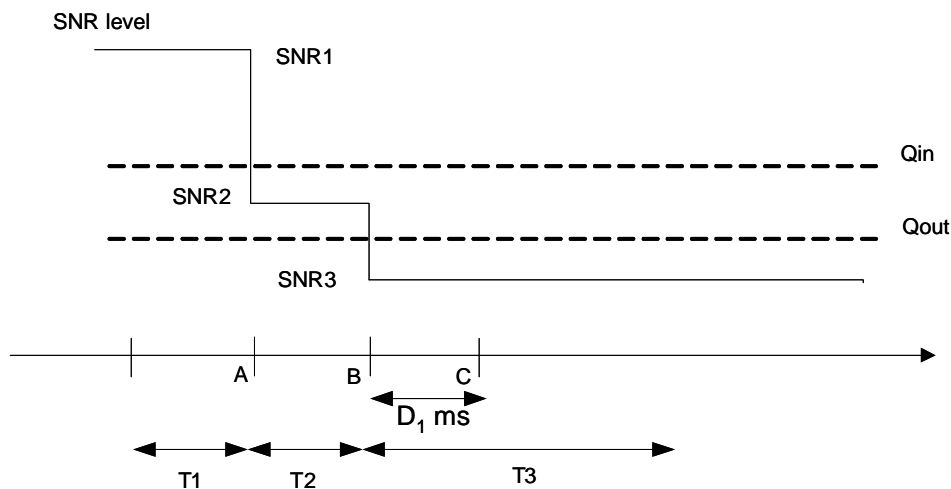 SNR level
SNR1
Qin
SNR2
Qout
SNR3
A
B
C
D₁ ms
T1
T2
T3